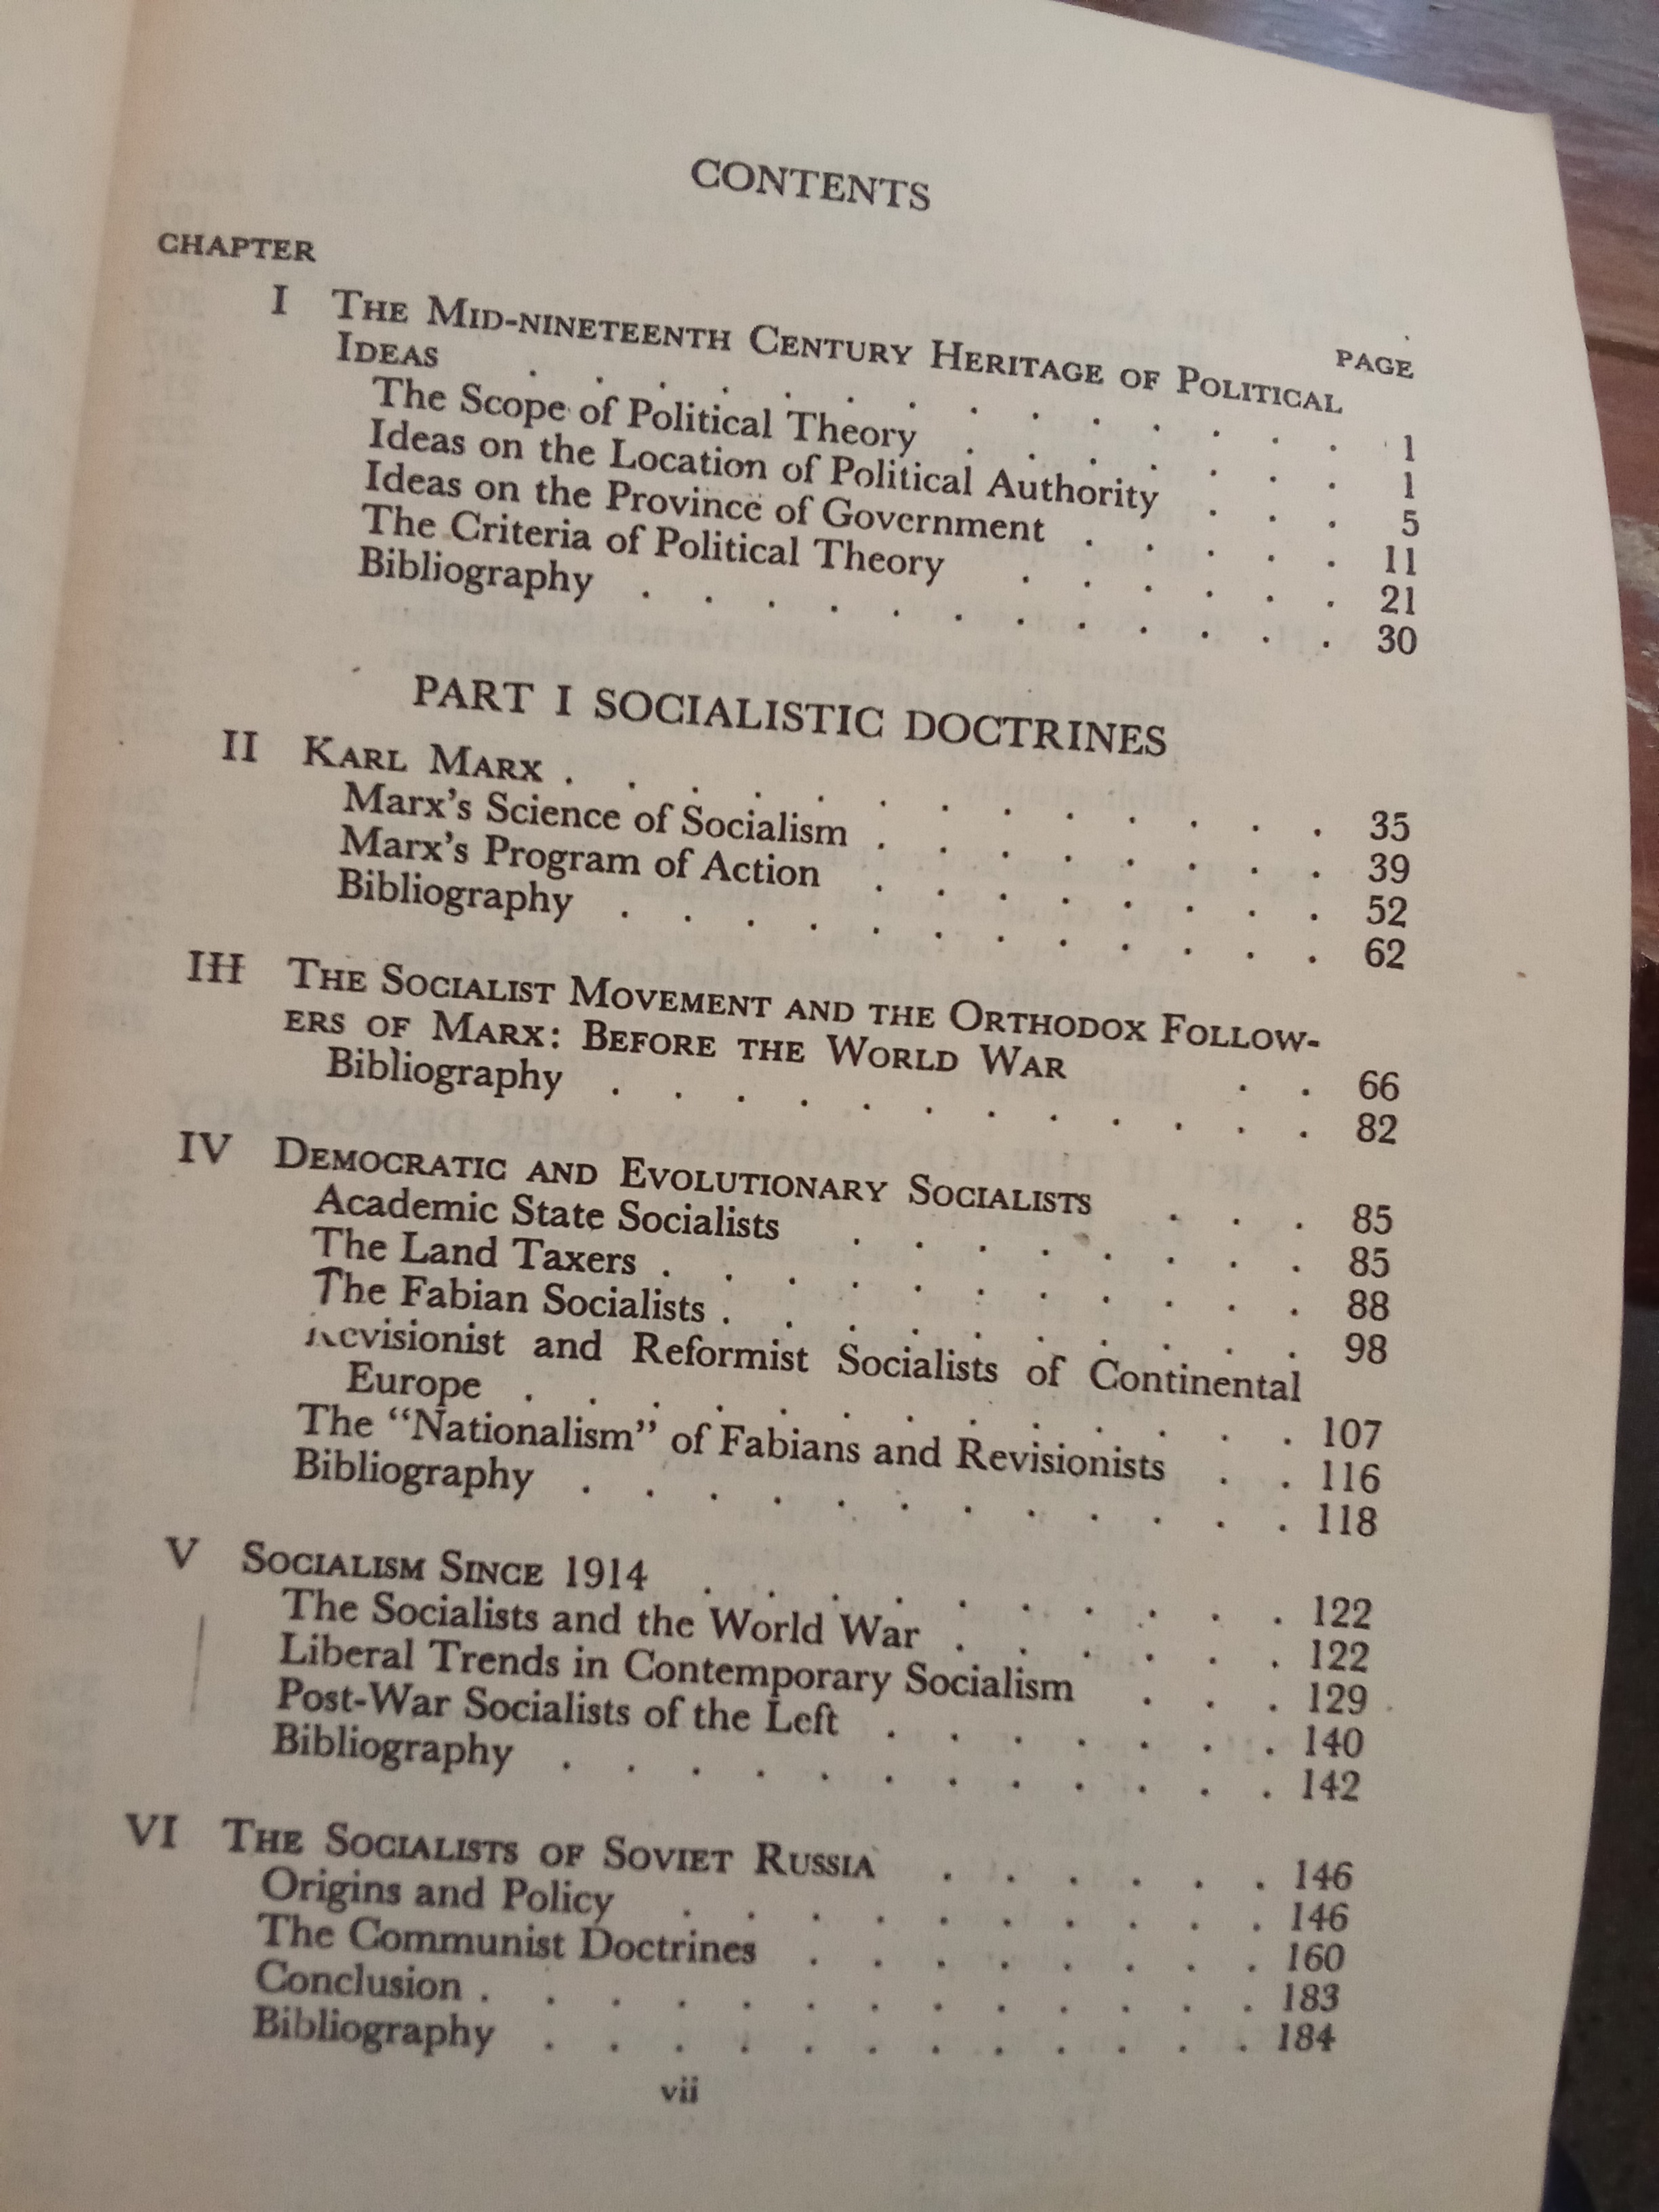 CONTENTS
CHAPTER
PAGE
I THE MID-NINETEENTH CENTURY HERITAGE OF POLITICAL
IDEAS . . . . . . . . . . . . . . 1
The Scope of Political Theory . . . . . . . 1
Ideas on the Location of Political Authority . . . 5
Ideas on the Province of Government . . . . . 11
The Criteria of Political Theory . . . . . . 21
Bibliography . . . . . . . . . . . . 30
PART I SOCIALISTIC DOCTRINES
II KARL MARX . . . . . . . . . . . . . 35
Marx's Science of Socialism . . . . . . . . 39
Marx's Program of Action . . . . . . . . 52
Bibliography . . . . . . . . . . . . 62
III THE SOCIALIST MOVEMENT AND THE ORTHODOX FOLLOW-
ERS OF MARX: BEFORE THE WORLD WAR . . 66
Bibliography . . . . . . . . . . . . 82
IV DEMOCRATIC AND EVOLUTIONARY SOCIALISTS . . . 85
Academic State Socialists . . . . . . . . 85
The Land Taxers . . . . . . . . . . . 88
The Fabian Socialists . . . . . . . . . . 98
Revisionist and Reformist Socialists of Continental
Europe . . . . . . . . . . . . . 107
The "Nationalism" of Fabians and Revisionists . . 116
Bibliography . . . . . . . . . . . . 118
V SOCIALISM SINCE 1914 . . . . . . . . . . 122
The Socialists and the World War . . . . . . 122
Liberal Trends in Contemporary Socialism . . . 129
Post-War Socialists of the Left . . . . . . . 140
Bibliography . . . . . . . . . . . . 142
VI THE SOCIALISTS OF SOVIET RUSSIA . . . . . . 146
Origins and Policy . . . . . . . . . . 146
The Communist Doctrines . . . . . . . . 160
Conclusion . . . . . . . . . . . . . 183
Bibliography . . . . . . . . . . . . 184
vii